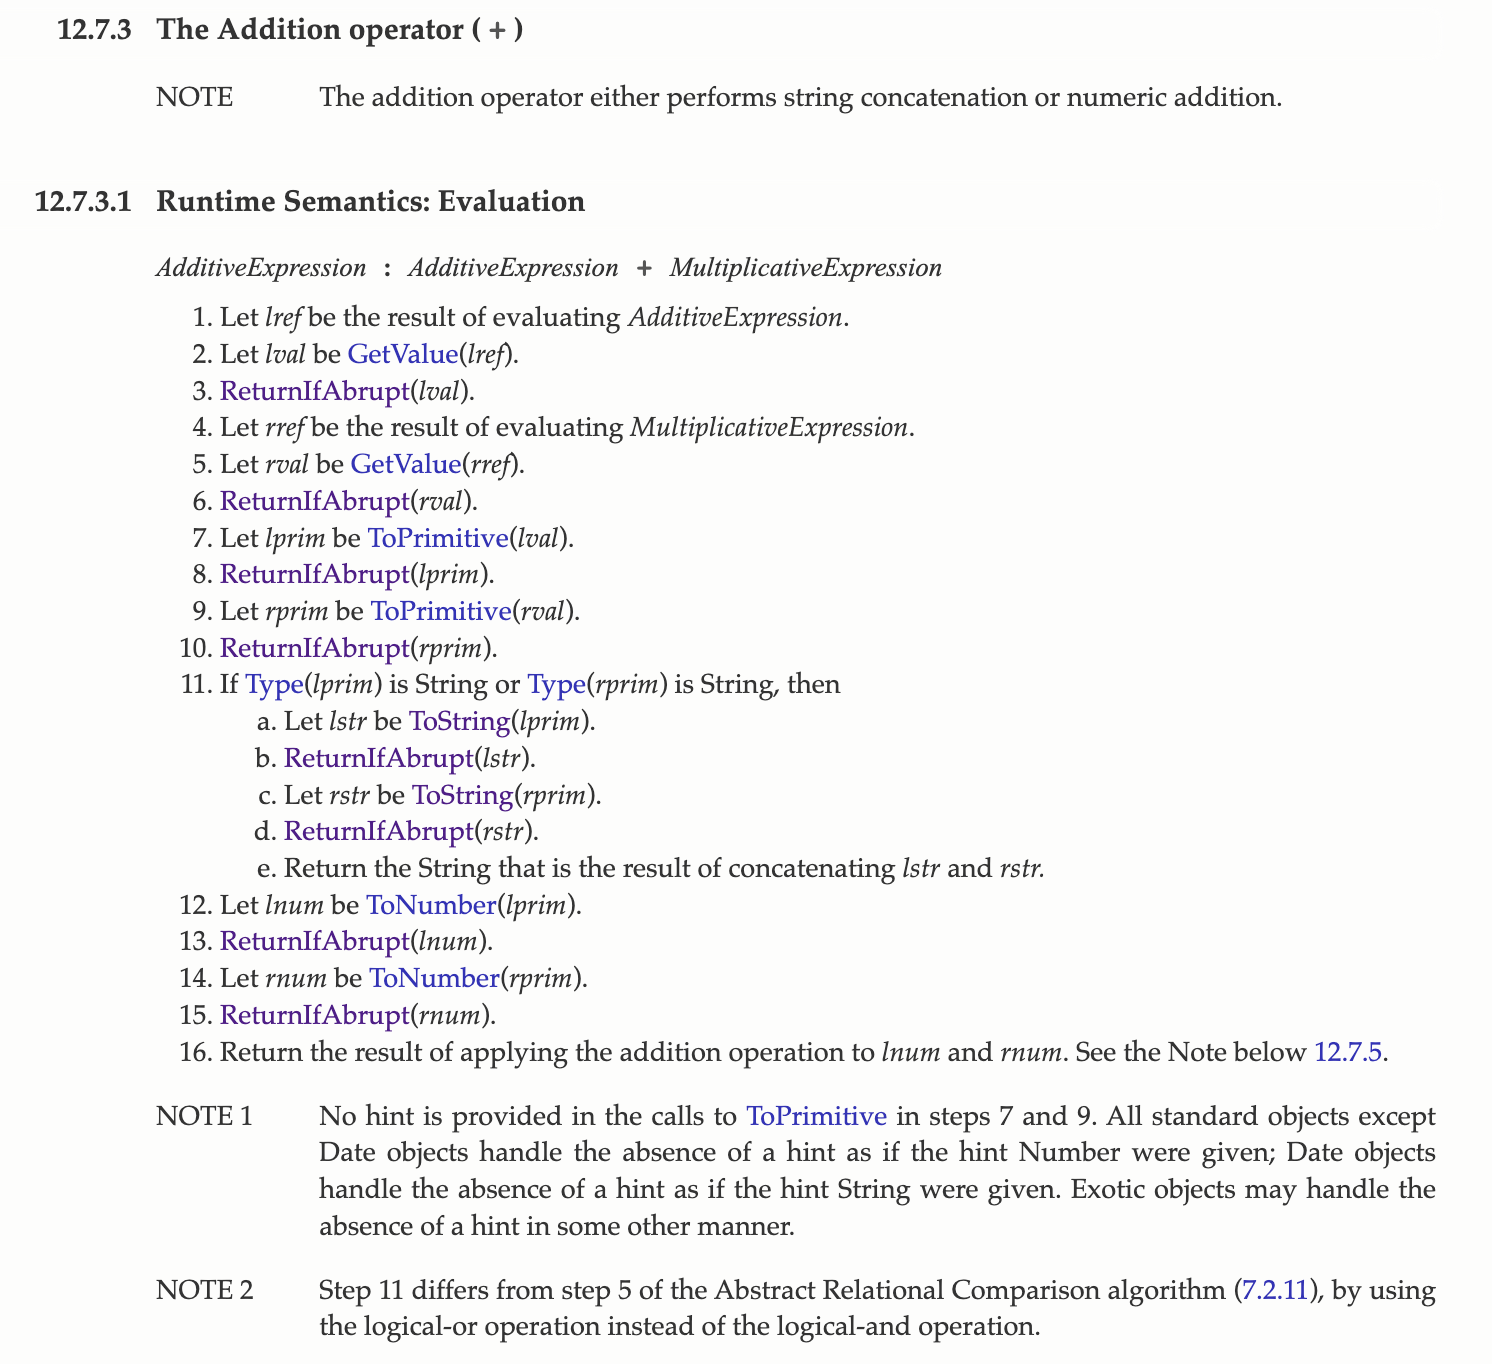 12.7.3 The Addition operator ( + )
NOTE The addition operator either performs string concatenation or numeric addition.
12.7.3.1 Runtime Semantics: Evaluation
AdditiveExpression : AdditiveExpression + MultiplicativeExpression
1. Let lref be the result of evaluating AdditiveExpression.
2. Let lval be GetValue(lref).
3. ReturnIfAbrupt(lval).
4. Let rref be the result of evaluating MultiplicativeExpression.
5. Let rval be GetValue(rref).
6. ReturnIfAbrupt(rval).
7. Let lprim be ToPrimitive(lval).
8. ReturnIfAbrupt(lprim).
9. Let rprim be ToPrimitive(rval).
10. ReturnIfAbrupt(rprim).
11. If Type(lprim) is String or Type(rprim) is String, then
a. Let lstr be ToString(lprim).
b. ReturnIfAbrupt(lstr).
c. Let rstr be ToString(rprim).
d. ReturnIfAbrupt(rstr).
e. Return the String that is the result of concatenating lstr and rstr.
12. Let lnum be ToNumber(lprim).
13. ReturnIfAbrupt(lnum).
14. Let rnum be ToNumber(rprim).
15. ReturnIfAbrupt(rnum).
16. Return the result of applying the addition operation to lnum and rnum. See the Note below 12.7.5.
NOTE 1 No hint is provided in the calls to ToPrimitive in steps 7 and 9. All standard objects except
Date objects handle the absence of a hint as if the hint Number were given; Date objects
handle the absence of a hint as if the hint String were given. Exotic objects may handle the
absence of a hint in some other manner.
NOTE 2 Step 11 differs from step 5 of the Abstract Relational Comparison algorithm (7.2.11), by using
the logical-or operation instead of the logical-and operation.